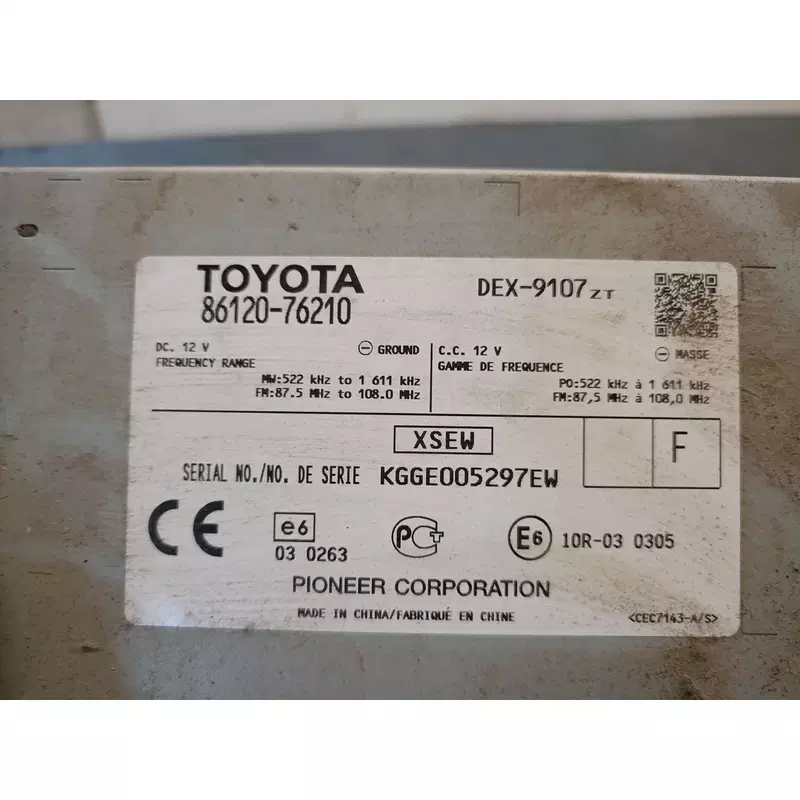 TOYOTA
86120-76210
DEX-9107 ZT
DC. 12 V ⊖ GROUND
FREQUENCY RANGE
MW:522 kHz to 1 611 kHz
FM:87.5 MHz to 108.0 MHz
C.C. 12 V ⊖ MASSE
GAMME DE FREQUENCE
PO:522 kHz à 1 611 kHz
FM:87,5 MHz à 108,0 MHz
XSEW
F
SERIAL NO./NO. DE SERIE KGGE005297EW
CE
e6
03 0263
PCT
E6 10R-03 0305
PIONEER CORPORATION
MADE IN CHINA/FABRIQUÉ EN CHINE
<CEC7143-A/S>